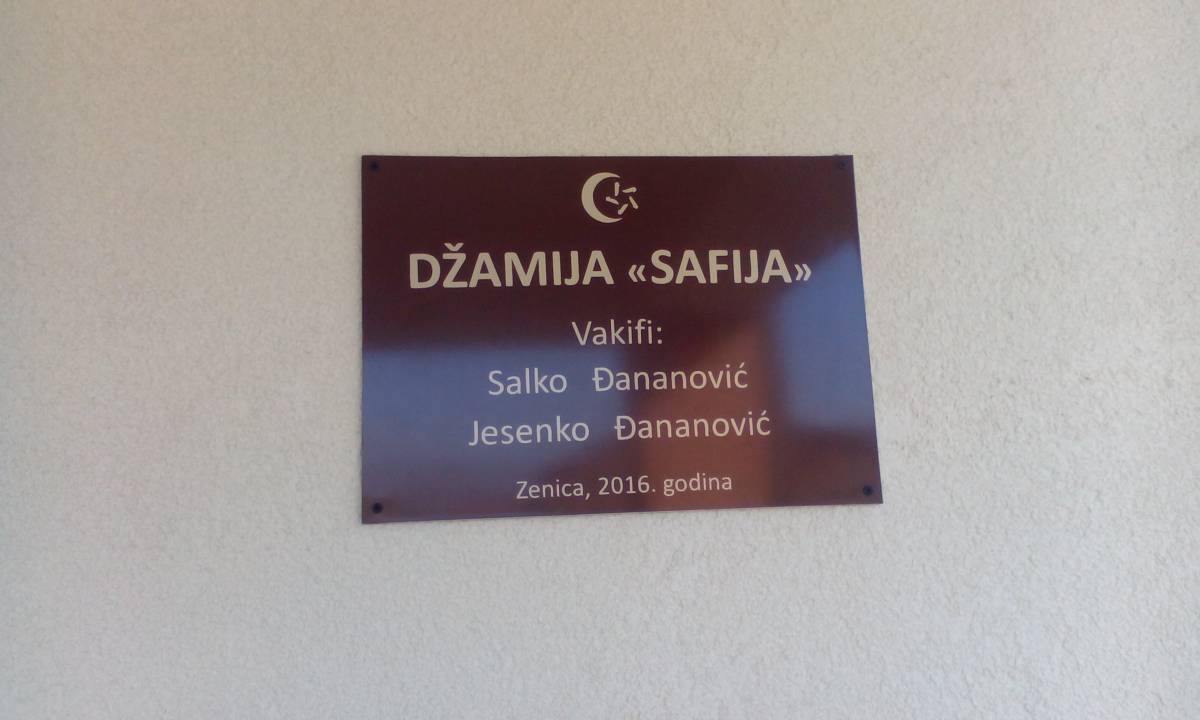 DŽAMIJA «SAFIJA»
Vakifi:
Salko Đananović
Jesenko Đananović
Zenica, 2016. godina